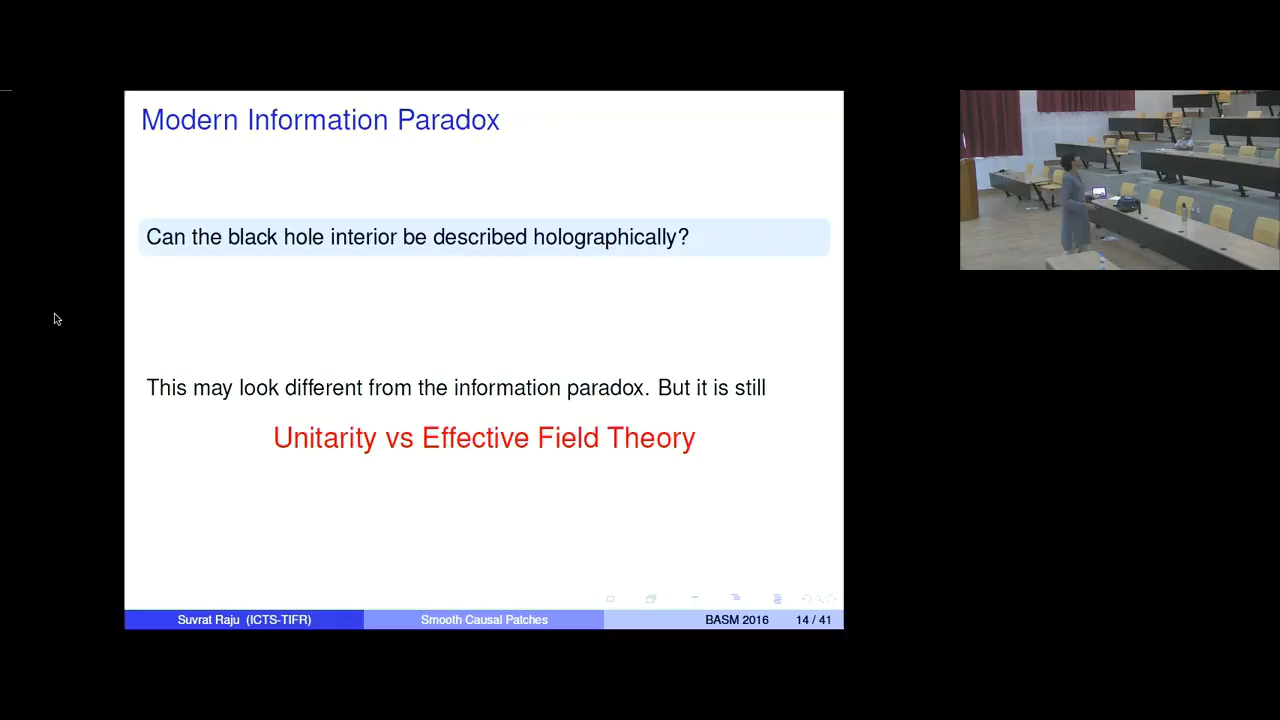 Modern Information Paradox
Can the black hole interior be described holographically?
This may look different from the information paradox. But it is still
Unitarity vs Effective Field Theory
Suvrat Raju (ICTS-TIFR)
Smooth Causal Patches
BASM 2016
14 / 41